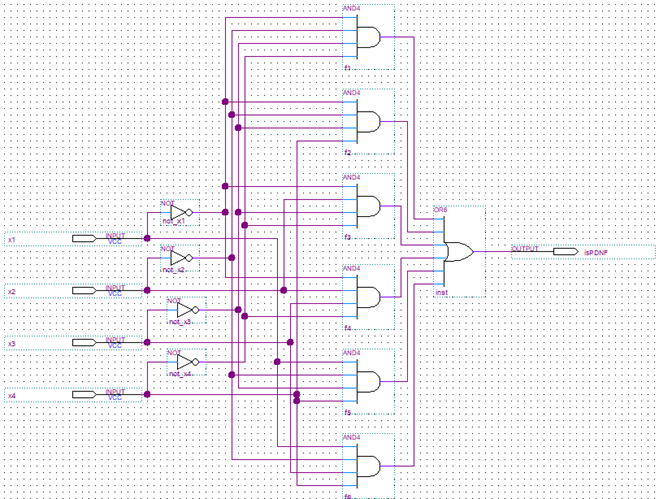 AND4
f1
AND4
f2
AND4
NOT
not_x1
f3
x1
INPUT
VCC
OR6
NOT
not_x2
OUTPUT
isPDNF
AND4
x2
INPUT
VCC
inst
NOT
not_x3
f4
x3
INPUT
VCC
NOT
not_x4
AND4
x4
INPUT
VCC
f5
AND4
f6